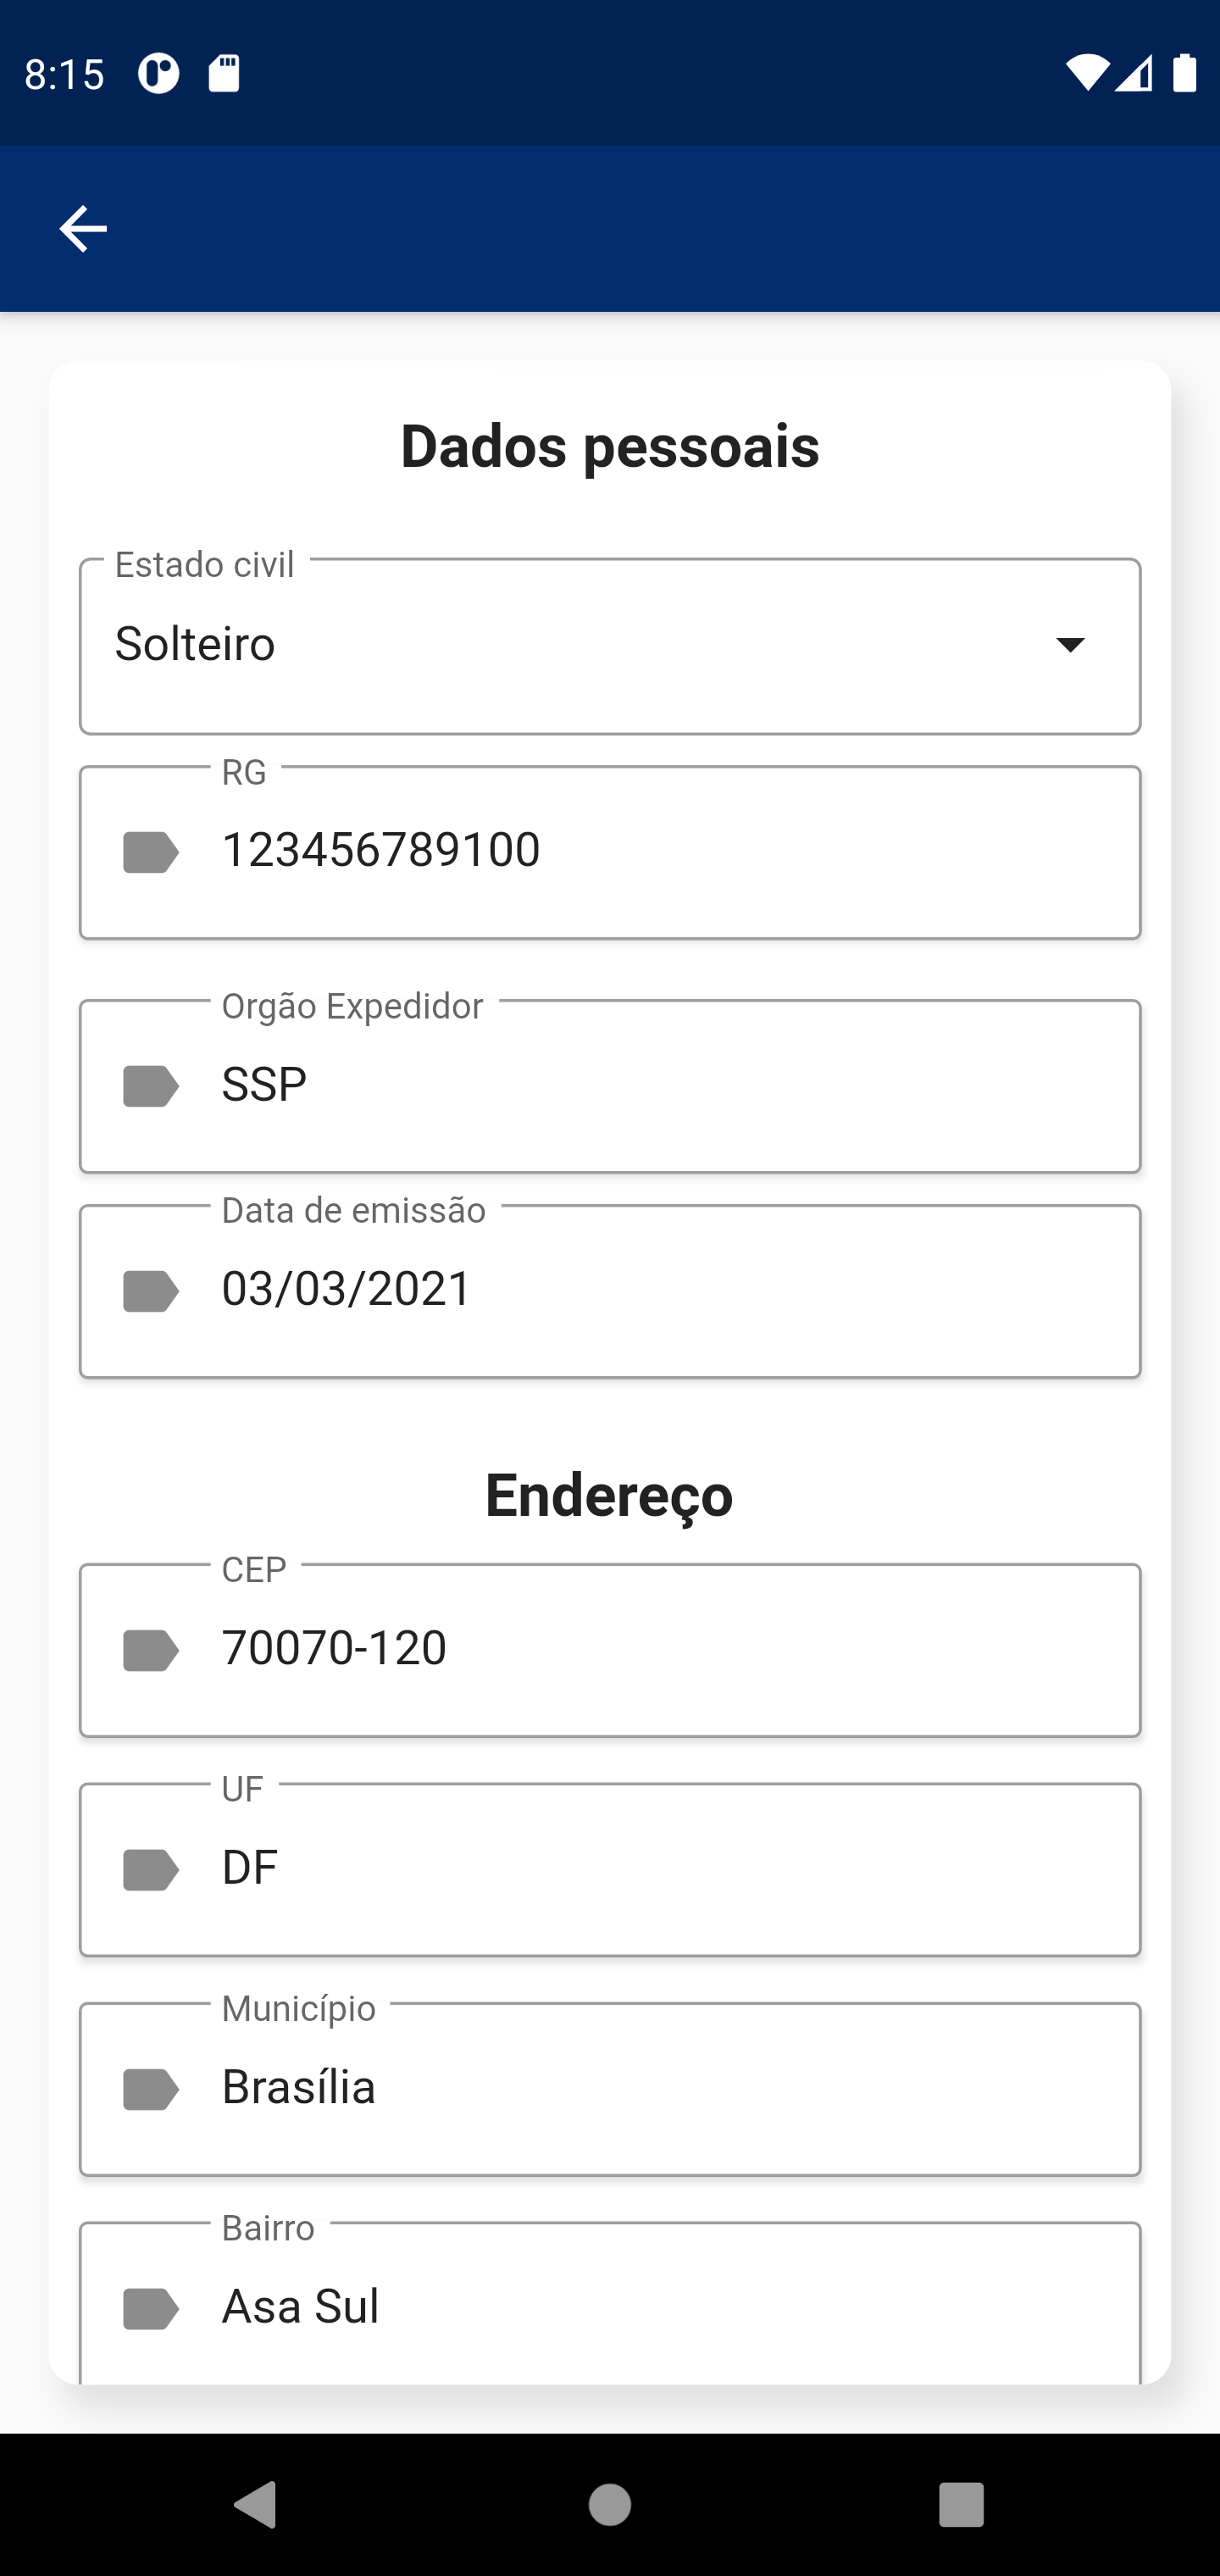 8:15
Dados pessoais
Estado civil
Solteiro
RG
123456789100
Orgão Expedidor
SSP
Data de emissão
03/03/2021
Endereço
CEP
70070-120
UF
DF
Município
Brasília
Bairro
Asa Sul